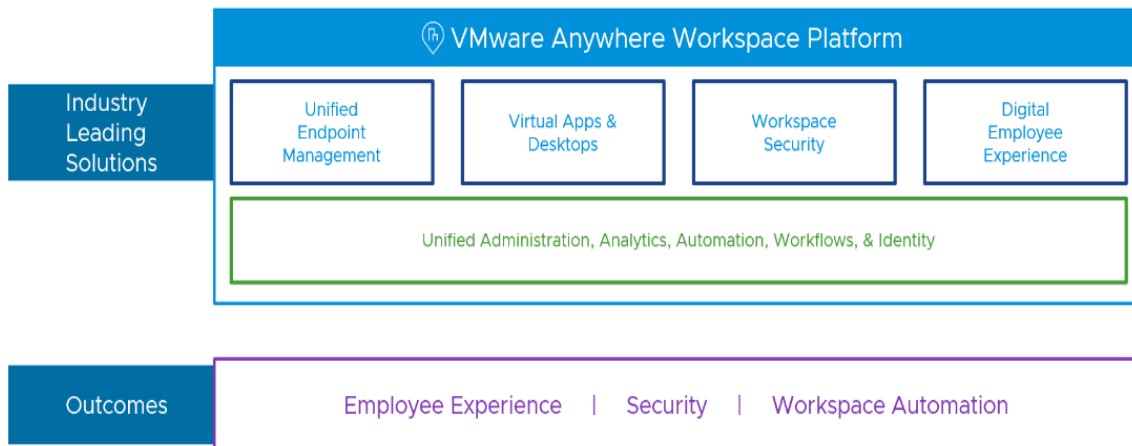 VMware Anywhere Workspace Platform
Industry
Leading
Solutions
Unified
Endpoint
Management
Virtual Apps &
Desktops
Workspace
Security
Digital
Employee
Experience
Unified Administration, Analytics, Automation, Workflows, & Identity
Outcomes
Employee Experience | Security | Workspace Automation